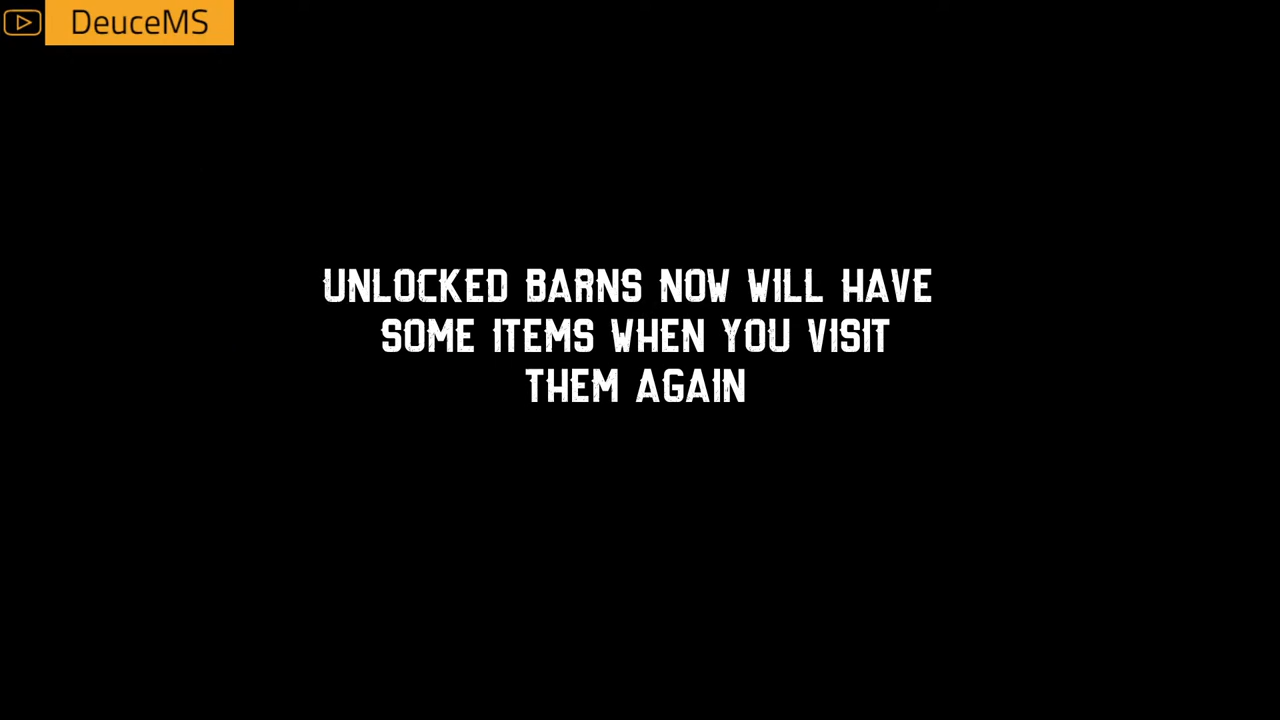 DeuceMS
UNLOCKED BARNS NOW WILL HAVE
SOME ITEMS WHEN YOU VISIT
THEM AGAIN